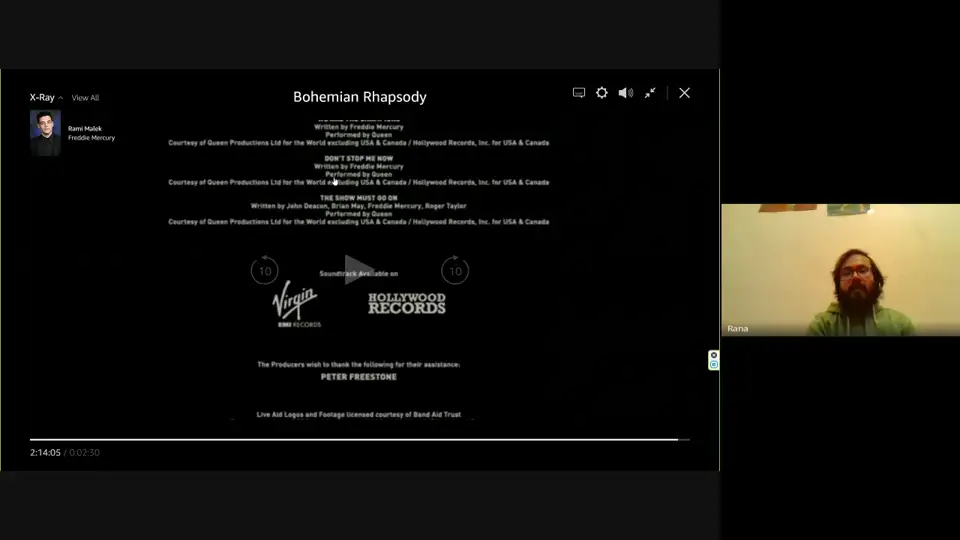 X-Ray
View All
Bohemian Rhapsody
Rami Malek
Freddie Mercury
Written by Freddie Mercury
Performed by Queen
Courtesy of Queen Productions Ltd for the World excluding USA & Canada / Hollywood Records, Inc. for USA & Canada
DON'T STOP ME NOW
Written by Freddie Mercury
Performed by Queen
Courtesy of Queen Productions Ltd for the World excluding USA & Canada / Hollywood Records, Inc. for USA & Canada
THE SHOW MUST GO ON
Written by John Deacon, Brian May, Freddie Mercury, Roger Taylor
Performed by Queen
Courtesy of Queen Productions Ltd for the World excluding USA & Canada / Hollywood Records, Inc. for USA & Canada
10
Soundtrack Available on
10
Virgin
EMI RECORDS
HOLLYWOOD
RECORDS
The Producers wish to thank the following for their assistance:
PETER FREESTONE
Live Aid Logos and Footage licensed courtesy of Band Aid Trust
2:14:05 / 0:02:30
Rana